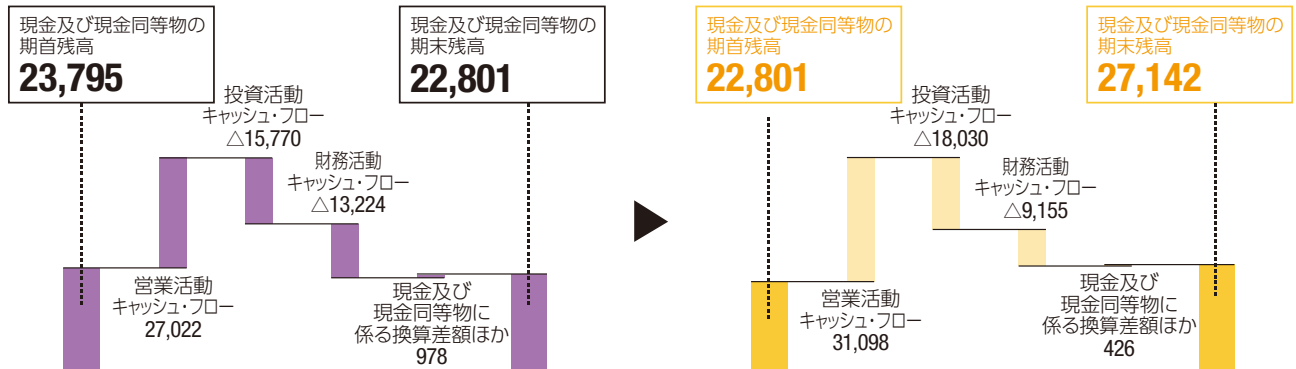 現金及び現金同等物の
期首残高
23,795
現金及び現金同等物の
期末残高
22,801
投資活動
キャッシュ・フロー
△15,770
財務活動
キャッシュ・フロー
△13,224
営業活動
キャッシュ・フロー
27,022
現金及び
現金同等物に
係る換算差額ほか
978
現金及び現金同等物の
期首残高
22,801
現金及び現金同等物の
期末残高
27,142
投資活動
キャッシュ・フロー
△18,030
財務活動
キャッシュ・フロー
△9,155
営業活動
キャッシュ・フロー
31,098
現金及び
現金同等物に
係る換算差額ほか
426